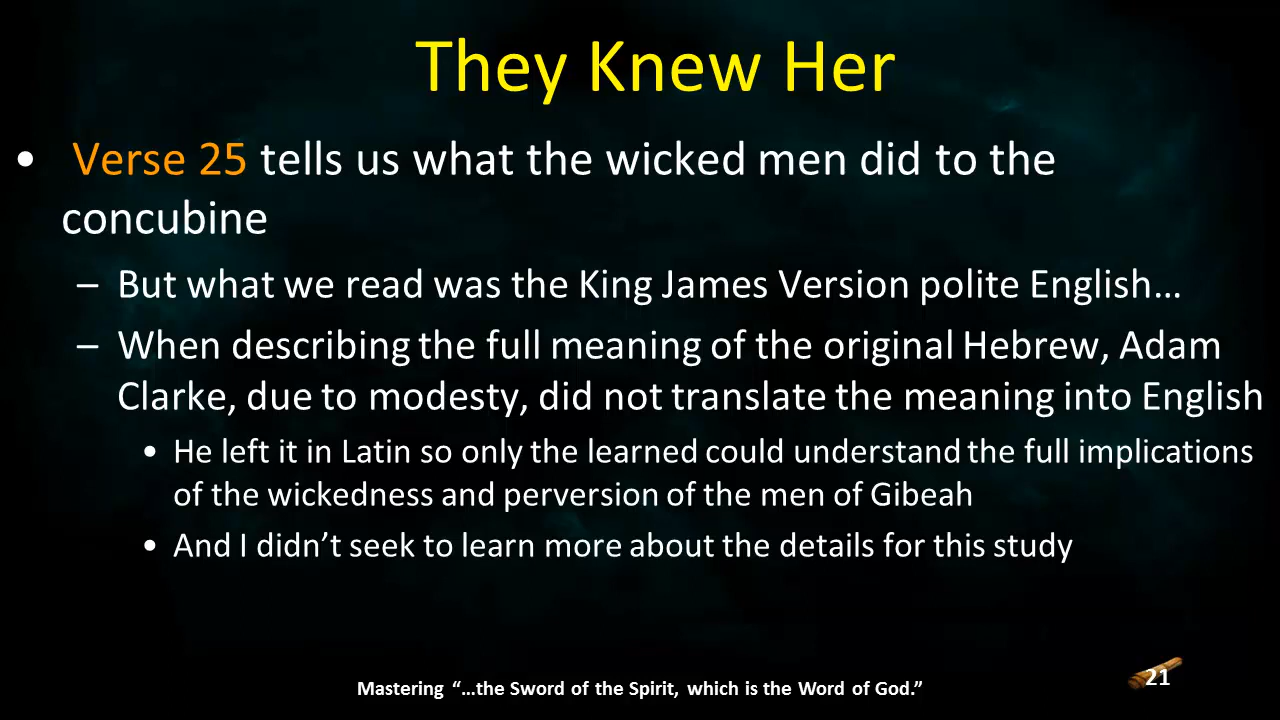 They Knew Her
• Verse 25 tells us what the wicked men did to the
concubine
– But what we read was the King James Version polite English…
– When describing the full meaning of the original Hebrew, Adam
Clarke, due to modesty, did not translate the meaning into English
• He left it in Latin so only the learned could understand the full implications
of the wickedness and perversion of the men of Gibeah
• And I didn’t seek to learn more about the details for this study
Mastering “…the Sword of the Spirit, which is the Word of God.”
21